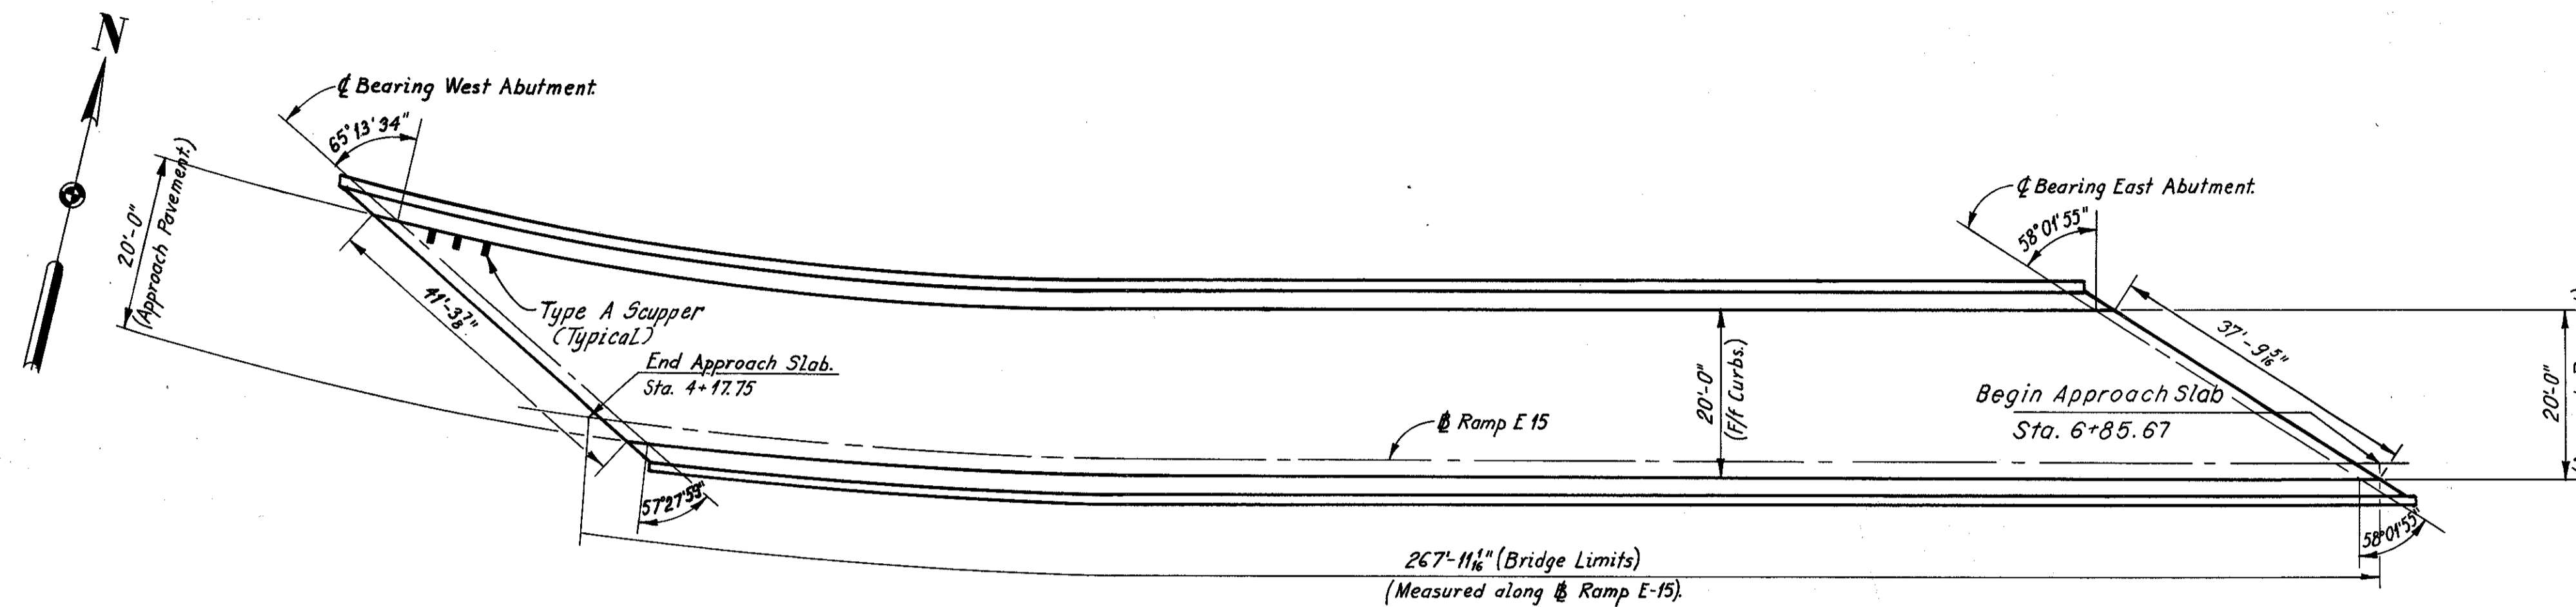 N
℄ Bearing West Abutment.
65° 13' 34"
20'-0"
(Approach Pavement.)
41'-3 7/8"
Type A Scupper
(Typical)
End Approach Slab.
Sta. 4+17.75
57°27'59"
℄ Bearing East Abutment.
58°01'55"
37'-9 5/16"
20'-0"
(F/f Curbs.)
Begin Approach Slab
Sta. 6+85.67
20'-0"
Ramp E 15
58°01'55"
267'-11 1/16" (Bridge Limits)
(Measured along Ramp E-15).